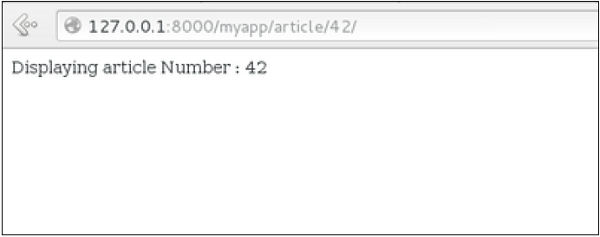 127.0.0.1:8000/myapp/article/42/
Displaying article Number : 42